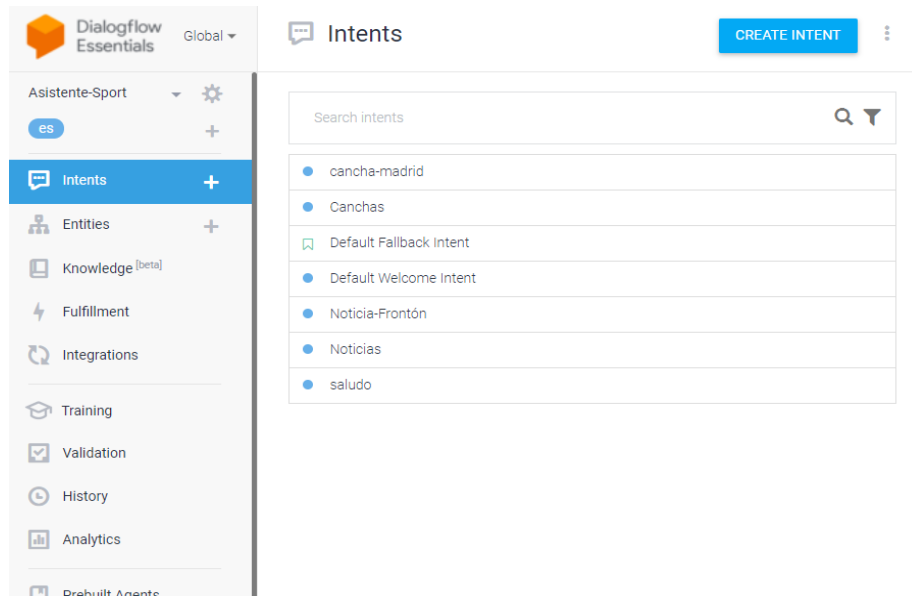 Dialogflow
Essentials
Global
Intents
CREATE INTENT
Asistente-Sport
es
Search intents
Intents
Entities
Knowledge [beta]
Fulfillment
Integrations
Training
Validation
History
Analytics
Prebuilt Agents
cancha-madrid
Canchas
Default Fallback Intent
Default Welcome Intent
Noticia-Frontón
Noticias
saludo